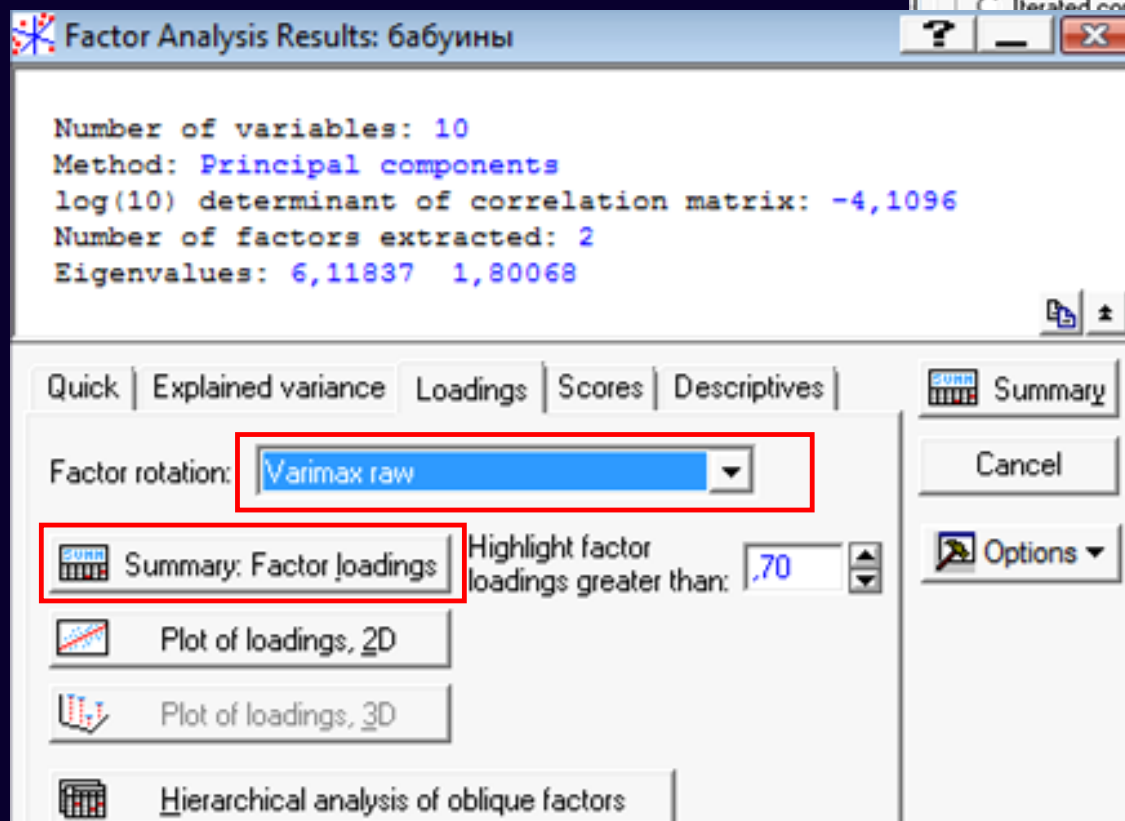 Iterated co
Factor Analysis Results: бабуины
Number of variables: 10
Method: Principal components
log(10) determinant of correlation matrix: -4,1096
Number of factors extracted: 2
Eigenvalues: 6,11837 1,80068
Quick Explained variance Loadings Scores Descriptives
Summary
Factor rotation: Varimax raw
Cancel
SUMM Summary: Factor loadings
Highlight factor
loadings greater than: ,70
Options
Plot of loadings, 2D
Plot of loadings, 3D
Hierarchical analysis of oblique factors